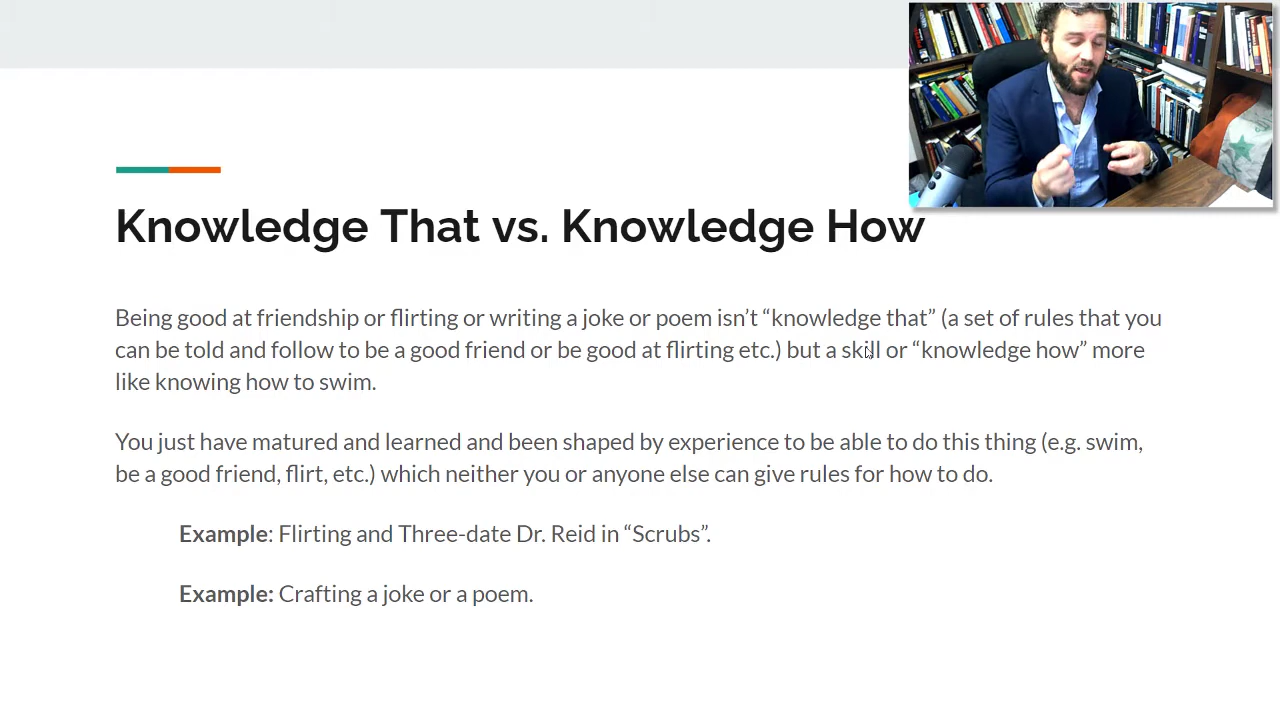 Knowledge That vs. Knowledge How
Being good at friendship or flirting or writing a joke or poem isn’t “knowledge that” (a set of rules that you
can be told and follow to be a good friend or be good at flirting etc.) but a skill or “knowledge how” more
like knowing how to swim.
You just have matured and learned and been shaped by experience to be able to do this thing (e.g. swim,
be a good friend, flirt, etc.) which neither you or anyone else can give rules for how to do.
Example: Flirting and Three-date Dr. Reid in “Scrubs”.
Example: Crafting a joke or a poem.